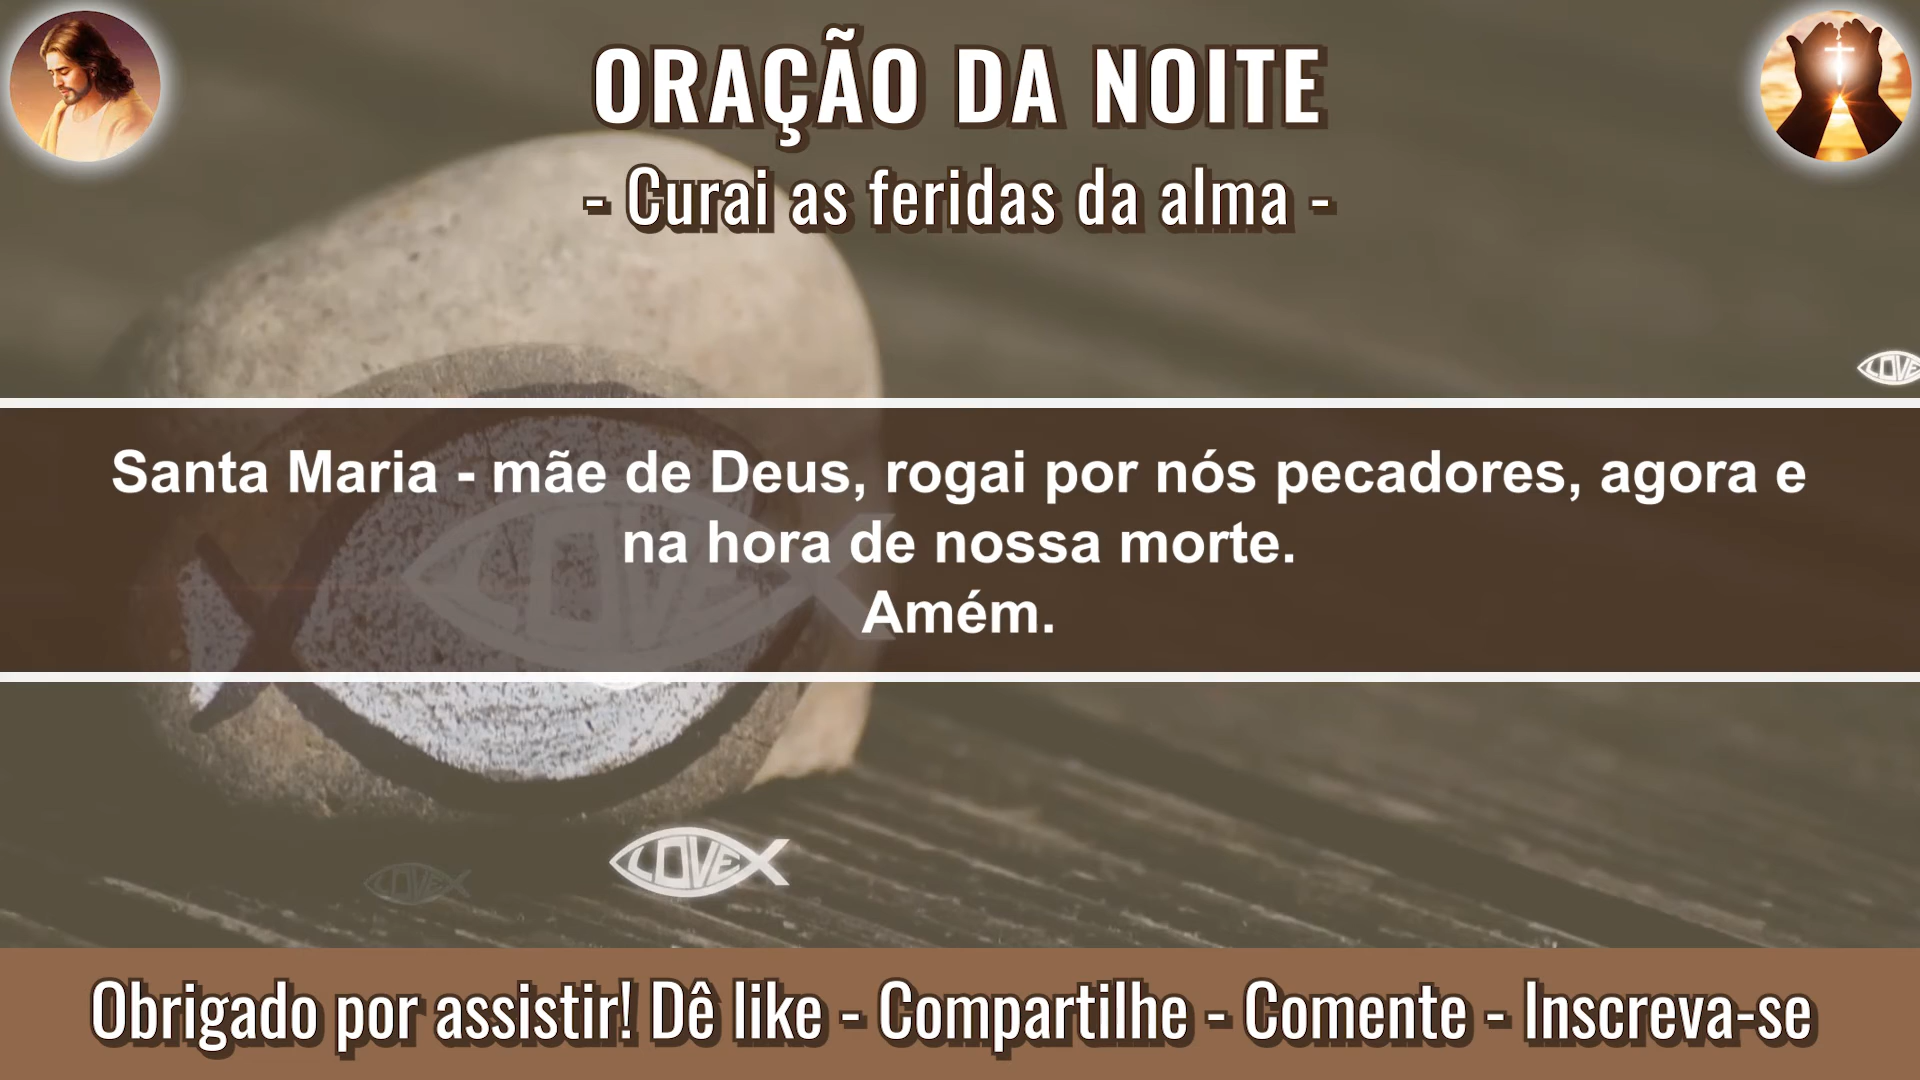 ORAÇÃO DA NOITE
- Curai as feridas da alma -
LOVE
Santa Maria - mãe de Deus, rogai por nós pecadores, agora e
na hora de nossa morte.
Amém.
LOVE
LOVE
LOVE
Obrigado por assistir! Dê like - Compartilhe - Comente - Inscreva-se